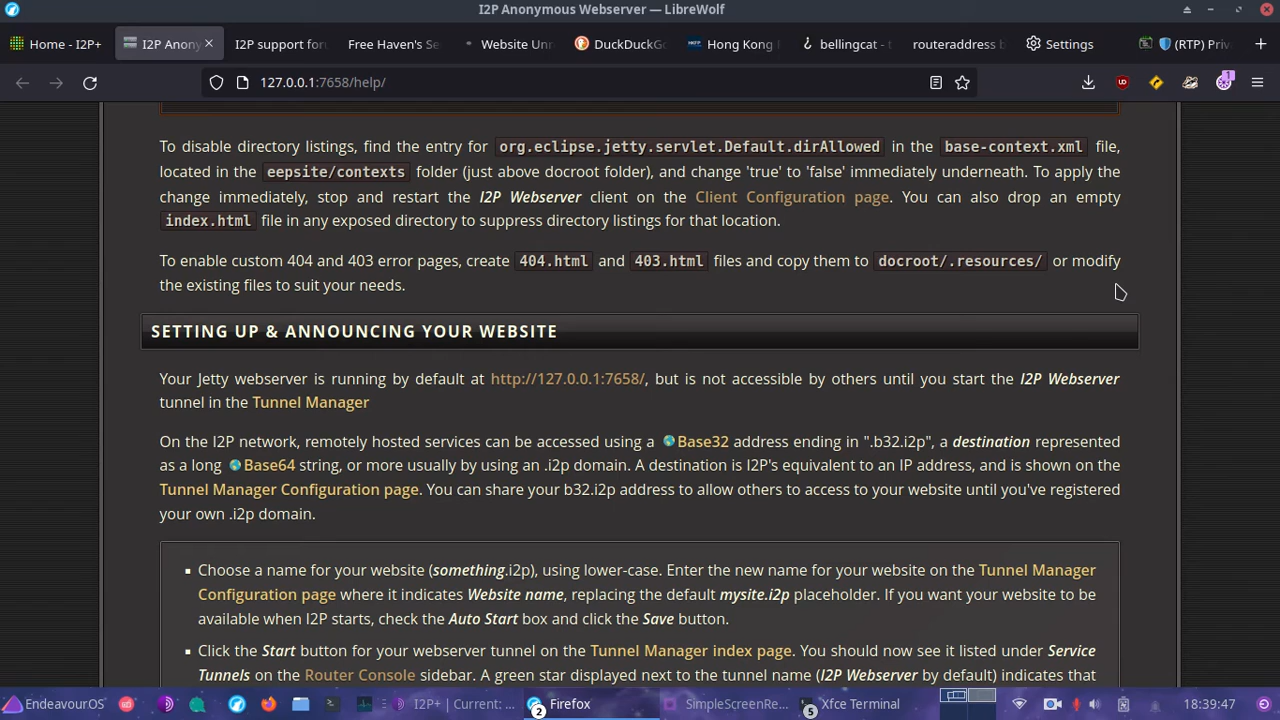 I2P Anonymous Webserver — LibreWolf
Home - I2P+
I2P Anony
I2P support for
Free Haven's Se
Website Unr
DuckDuckGo
Hong Kong
bellingcat - t
routeraddress
Settings
(RTP) Priv
127.0.0.1:7658/help/
1
To disable directory listings, find the entry for org.eclipse.jetty.servlet.Default.dirAllowed in the base-context.xml file,
located in the eepsite/contexts folder (just above docroot folder), and change 'true' to 'false' immediately underneath. To apply the
change immediately, stop and restart the I2P Webserver client on the Client Configuration page. You can also drop an empty
index.html file in any exposed directory to suppress directory listings for that location.
To enable custom 404 and 403 error pages, create 404.html and 403.html files and copy them to docroot/.resources/ or modify
the existing files to suit your needs.
SETTING UP & ANNOUNCING YOUR WEBSITE
Your Jetty webserver is running by default at http://127.0.0.1:7658/, but is not accessible by others until you start the I2P Webserver
tunnel in the Tunnel Manager
On the I2P network, remotely hosted services can be accessed using a Base32 address ending in ".b32.i2p", a destination represented
as a long Base64 string, or more usually by using an .i2p domain. A destination is I2P's equivalent to an IP address, and is shown on the
Tunnel Manager Configuration page. You can share your b32.i2p address to allow others to access to your website until you've registered
your own .i2p domain.
Choose a name for your website (something.i2p), using lower-case. Enter the new name for your website on the Tunnel Manager
Configuration page where it indicates Website name, replacing the default mysite.i2p placeholder. If you want your website to be
available when I2P starts, check the Auto Start box and click the Save button.
Click the Start button for your webserver tunnel on the Tunnel Manager index page. You should now see it listed under Service
Tunnels on the Router Console sidebar. A green star displayed next to the tunnel name (I2P Webserver by default) indicates that
EndeavourOS
I2P+ | Current: ...
2
Firefox
SimpleScreenRe...
5
Xfce Terminal
18:39:47